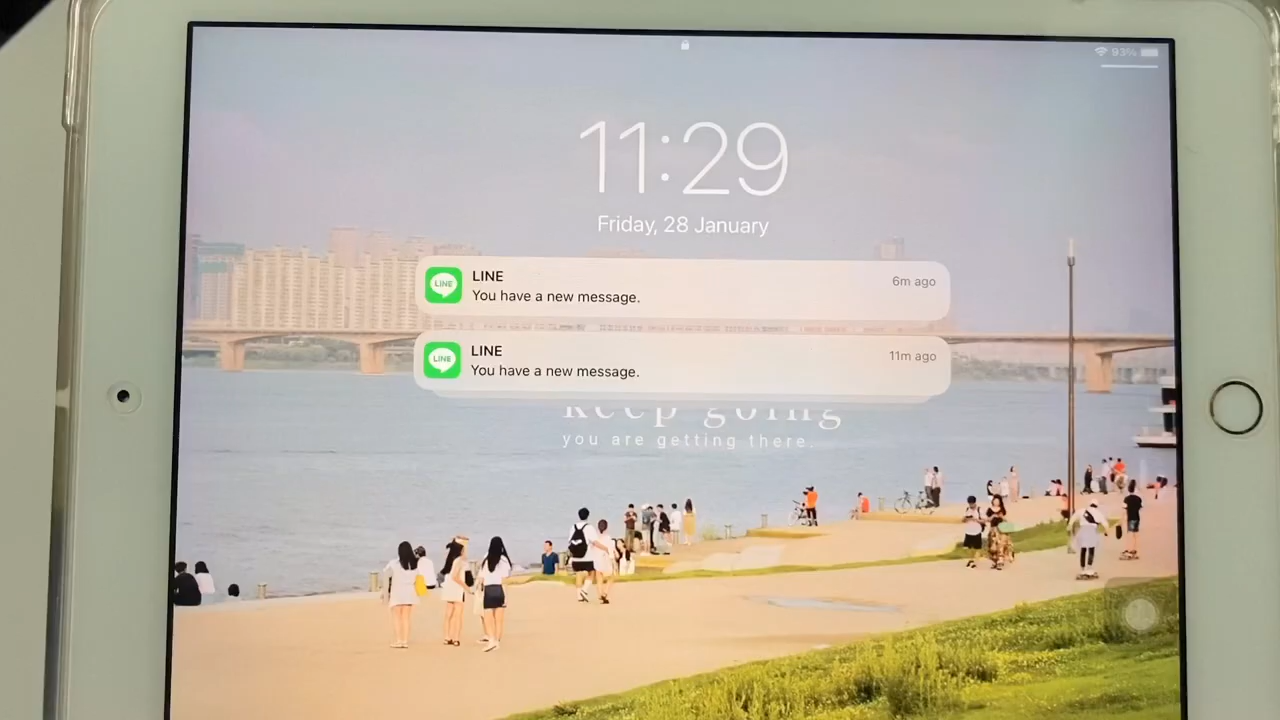 93%
11:29
Friday, 28 January
LINE
LINE
6m ago
You have a new message.
LINE
LINE
11m ago
You have a new message.
keep going
you are getting there.